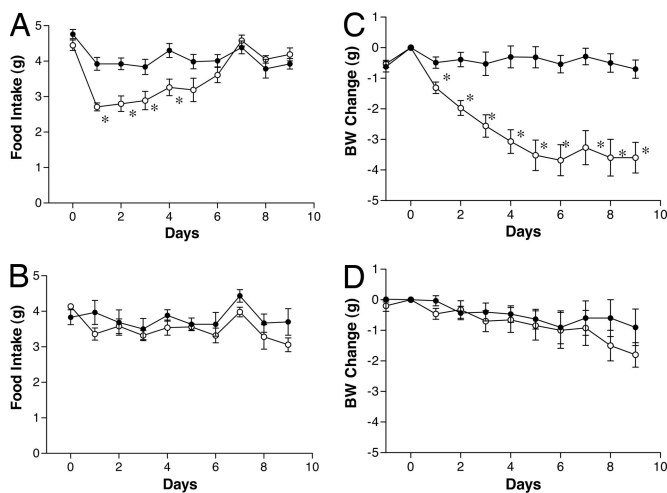 A
Food Intake (g)
5
4
3
2
1
0
* * * *
0 2 4 6 8 10
Days
C
BW Change (g)
1
0
-1
-2
-3
-4
-5
* * * * * * * * *
0 2 4 6 8 10
Days
B
Food Intake (g)
5
4
3
2
1
0
0 2 4 6 8 10
Days
D
BW Change (g)
1
0
-1
-2
-3
-4
-5
0 2 4 6 8 10
Days